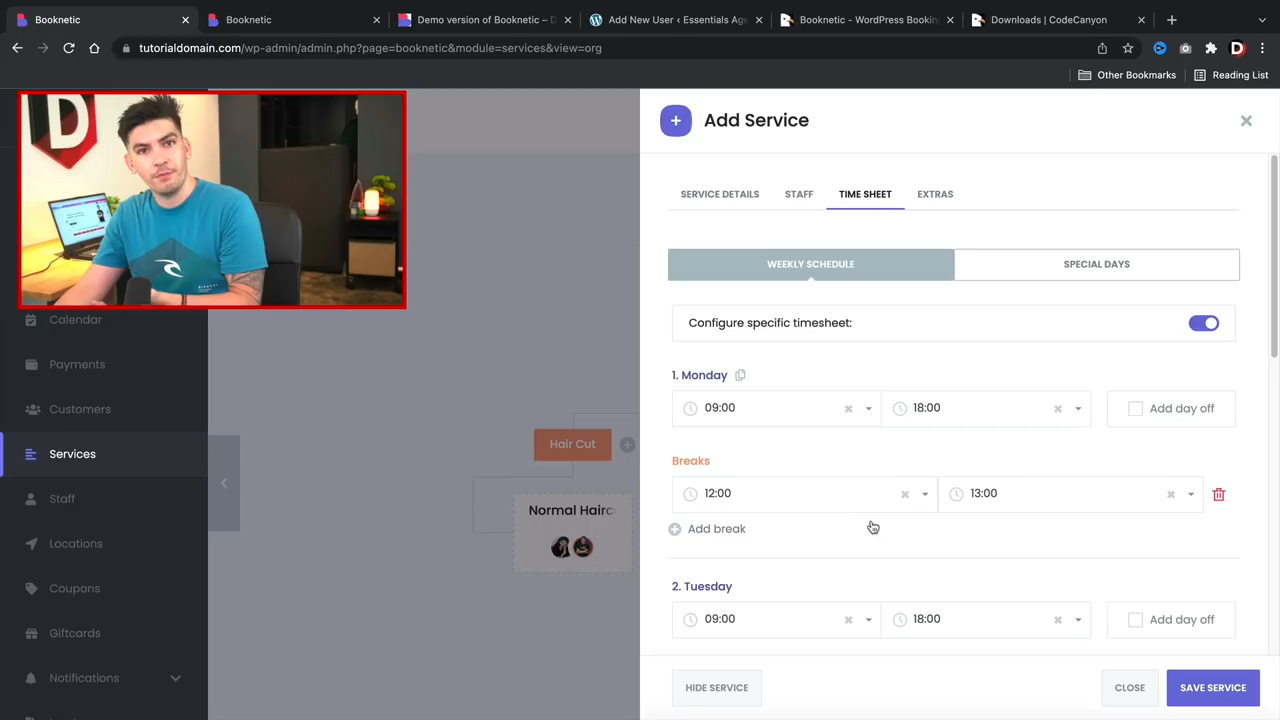 Booknetic
Booknetic
Demo version of Booknetic – D
Add New User ‹ Essentials Age
Booknetic - WordPress Bookin
Downloads | CodeCanyon
tutorialdomain.com/wp-admin/admin.php?page=booknetic&module=services&view=org
Other Bookmarks
Reading List
Calendar
Payments
Customers
Services
Staff
Locations
Coupons
Giftcards
Notifications
Hair Cut
Normal Hairc
Add Service
SERVICE DETAILS
STAFF
TIME SHEET
EXTRAS
WEEKLY SCHEDULE
SPECIAL DAYS
Configure specific timesheet:
1. Monday
09:00
18:00
Add day off
Breaks
12:00
13:00
Add break
2. Tuesday
09:00
18:00
Add day off
HIDE SERVICE
CLOSE
SAVE SERVICE